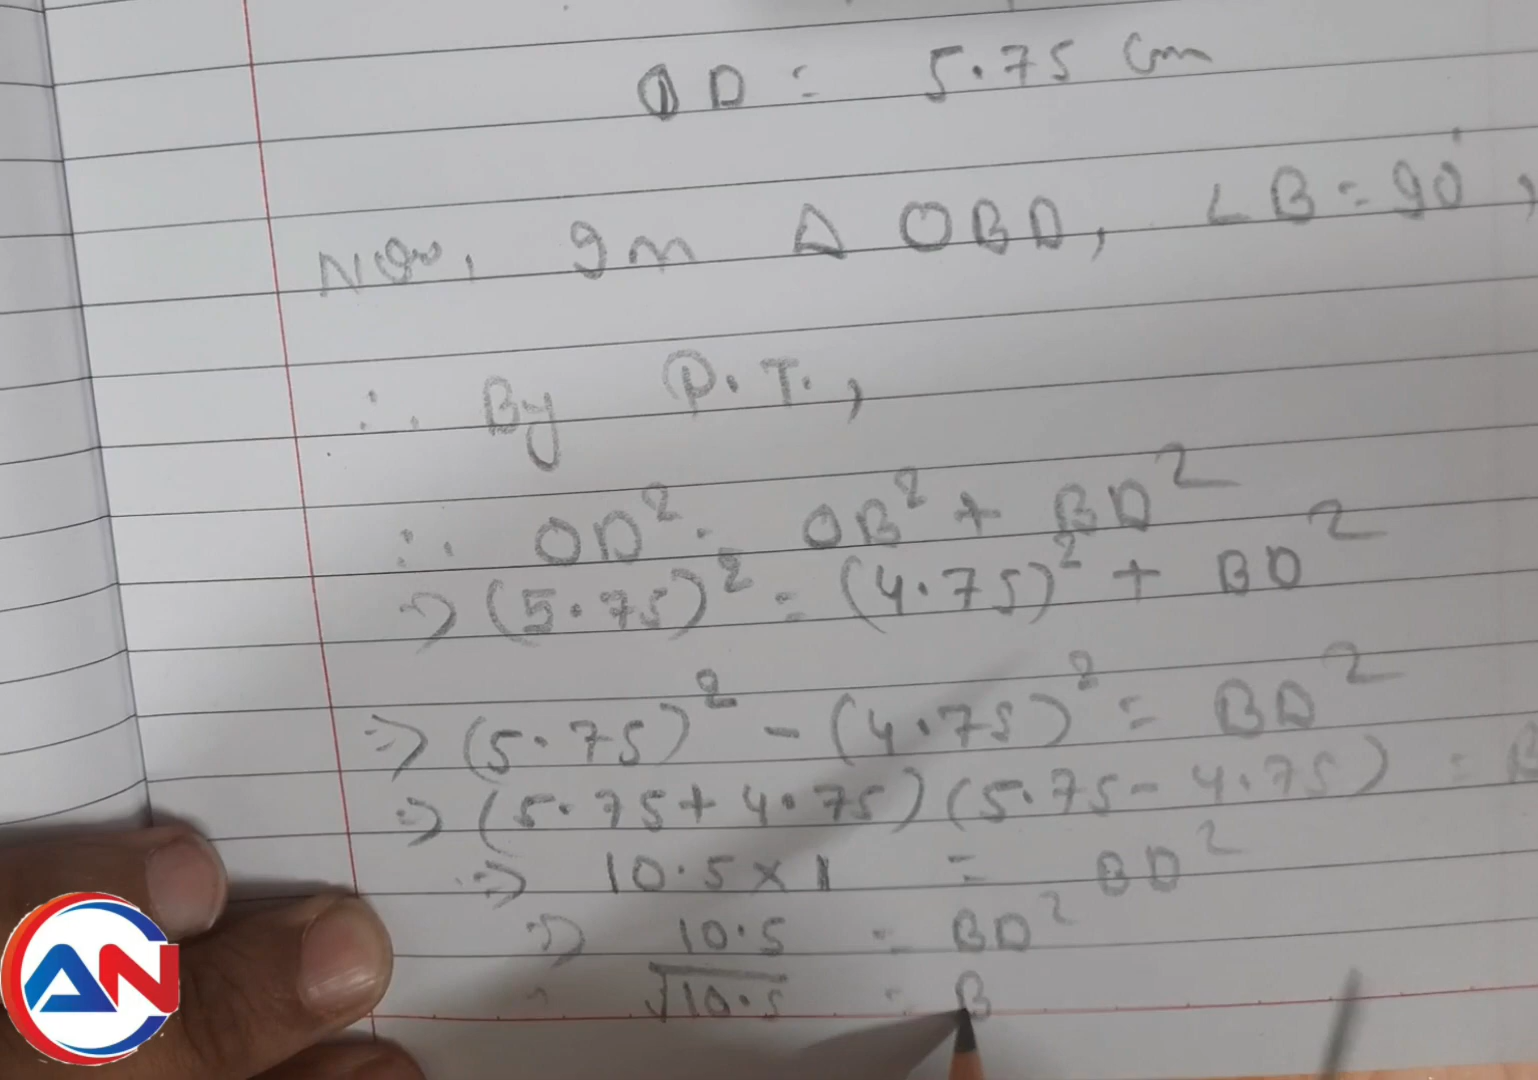 OD = 5.75 cm
Now, In △ OBD, ∠B = 90°,
∴ By P.T.,
∴ OD² = OB² + BD²
⇒ (5.75)² = (4.75)² + BD²
⇒ (5.75)² - (4.75)² = BD²
⇒ (5.75 + 4.75) (5.75 - 4.75) = B
⇒ 10.5 × 1 = BD²
⇒ 10.5 = BD²
√10.5 = B
AN